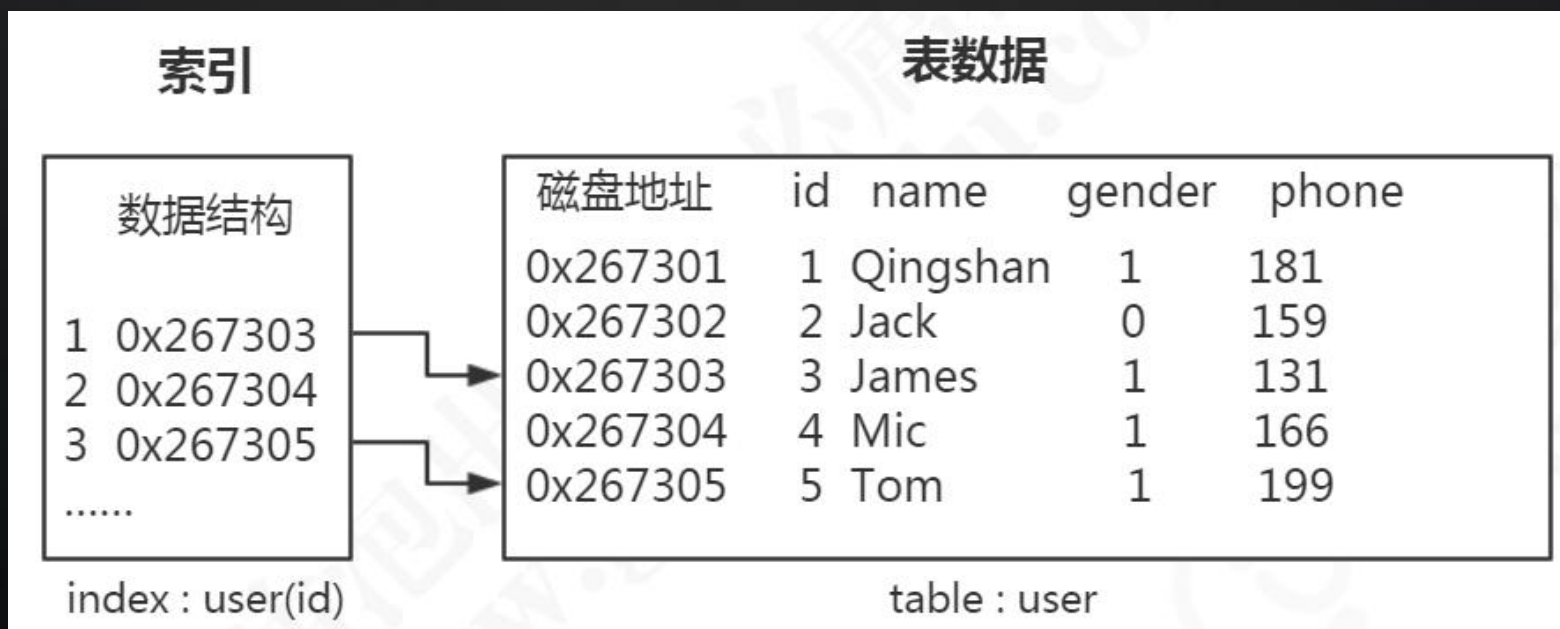 索引
表数据
数据结构
1 0x267303
2 0x267304
3 0x267305
......
index : user(id)
磁盘地址 id name gender phone
0x267301 1 Qingshan 1 181
0x267302 2 Jack 0 159
0x267303 3 James 1 131
0x267304 4 Mic 1 166
0x267305 5 Tom 1 199
table : user